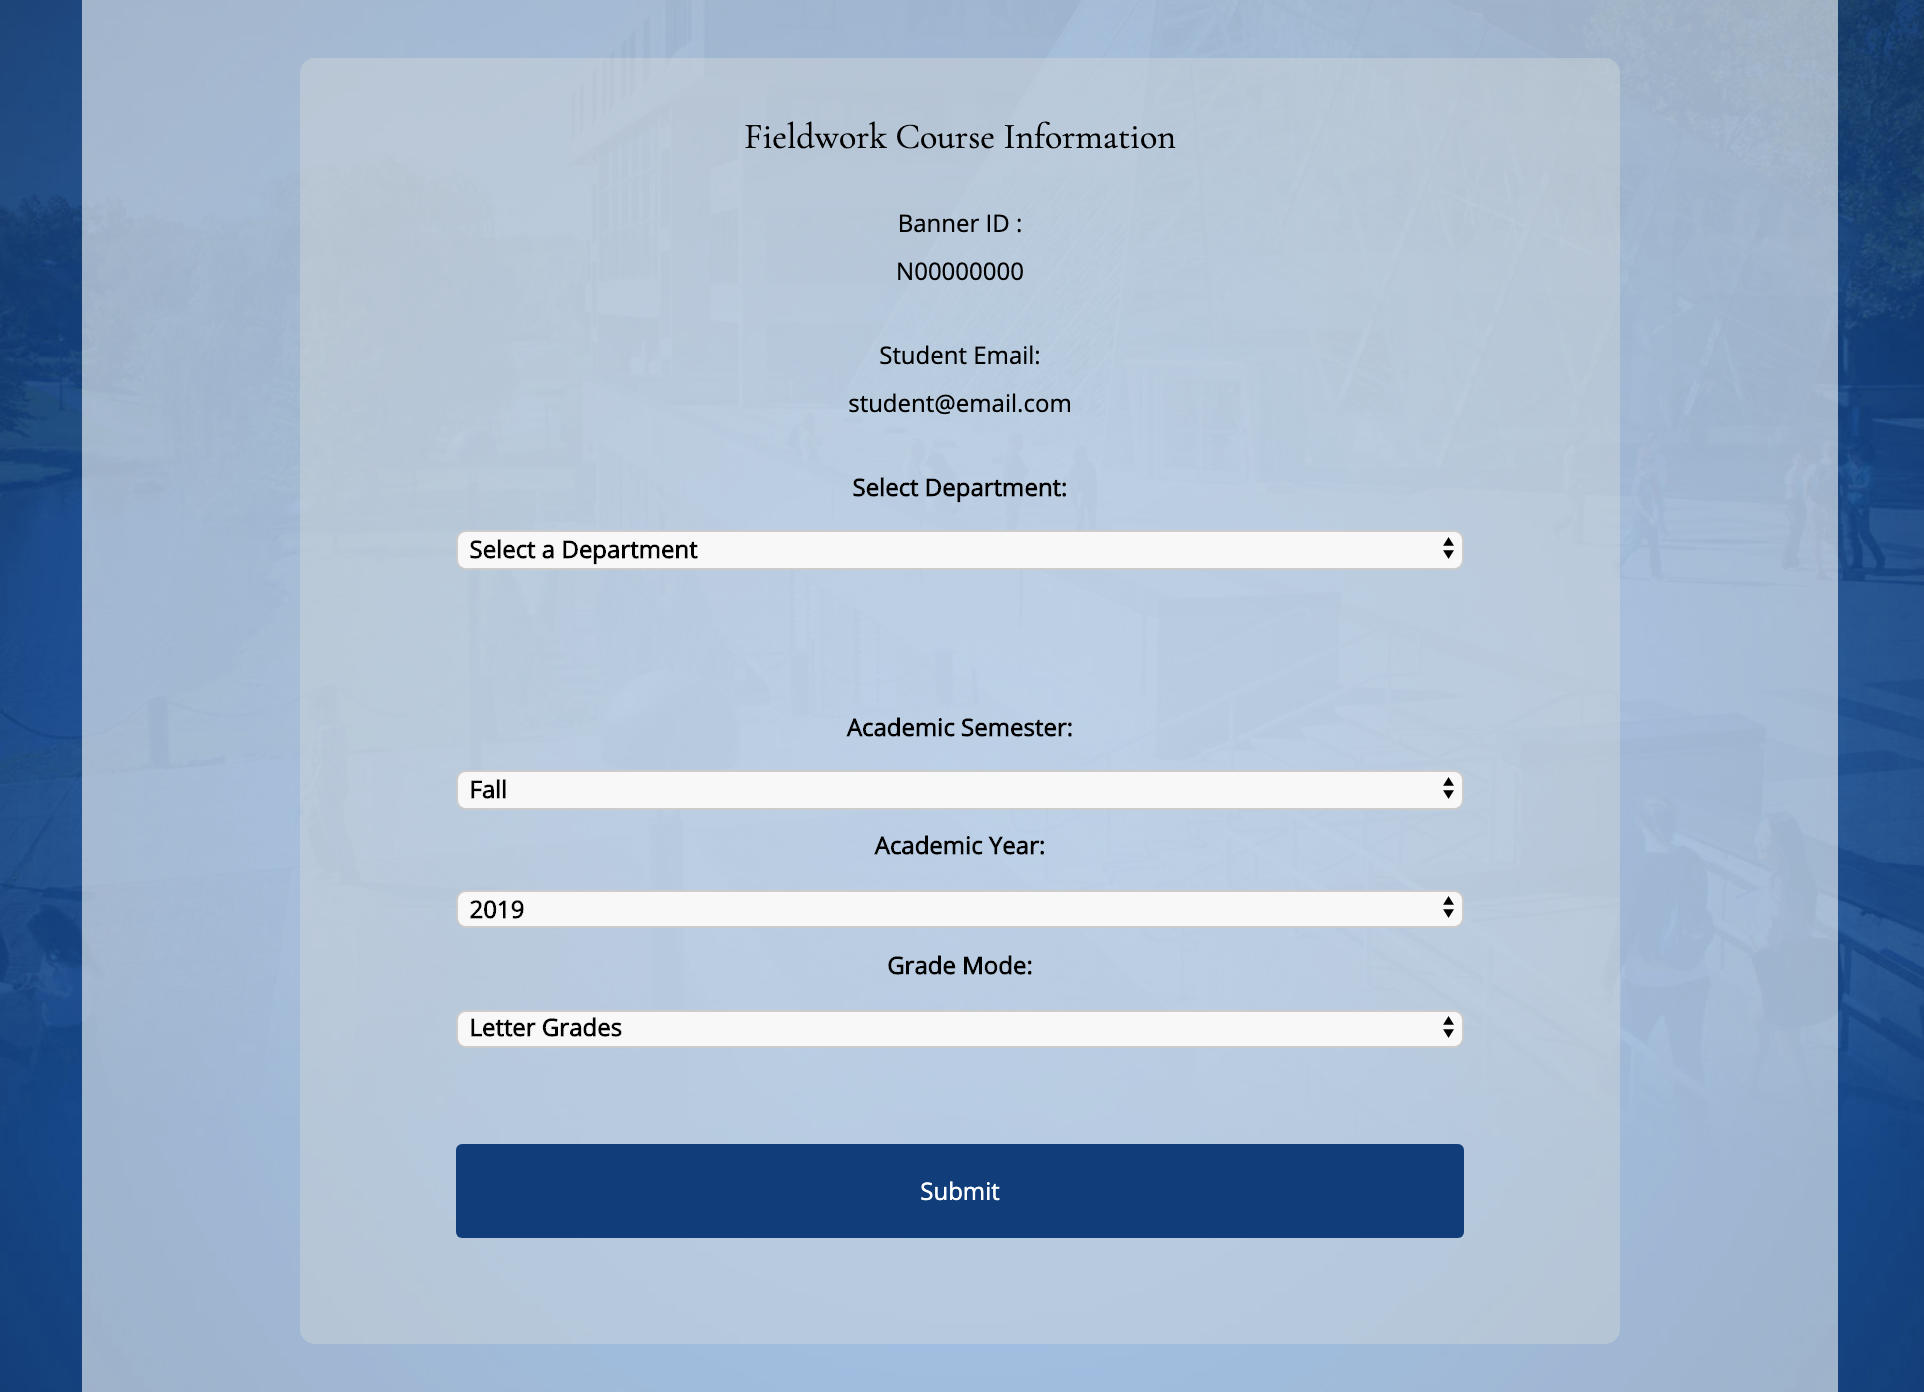 Fieldwork Course Information
Banner ID :
N00000000
Student Email:
student@email.com
Select Department:
Select a Department
Academic Semester:
Fall
Academic Year:
2019
Grade Mode:
Letter Grades
Submit